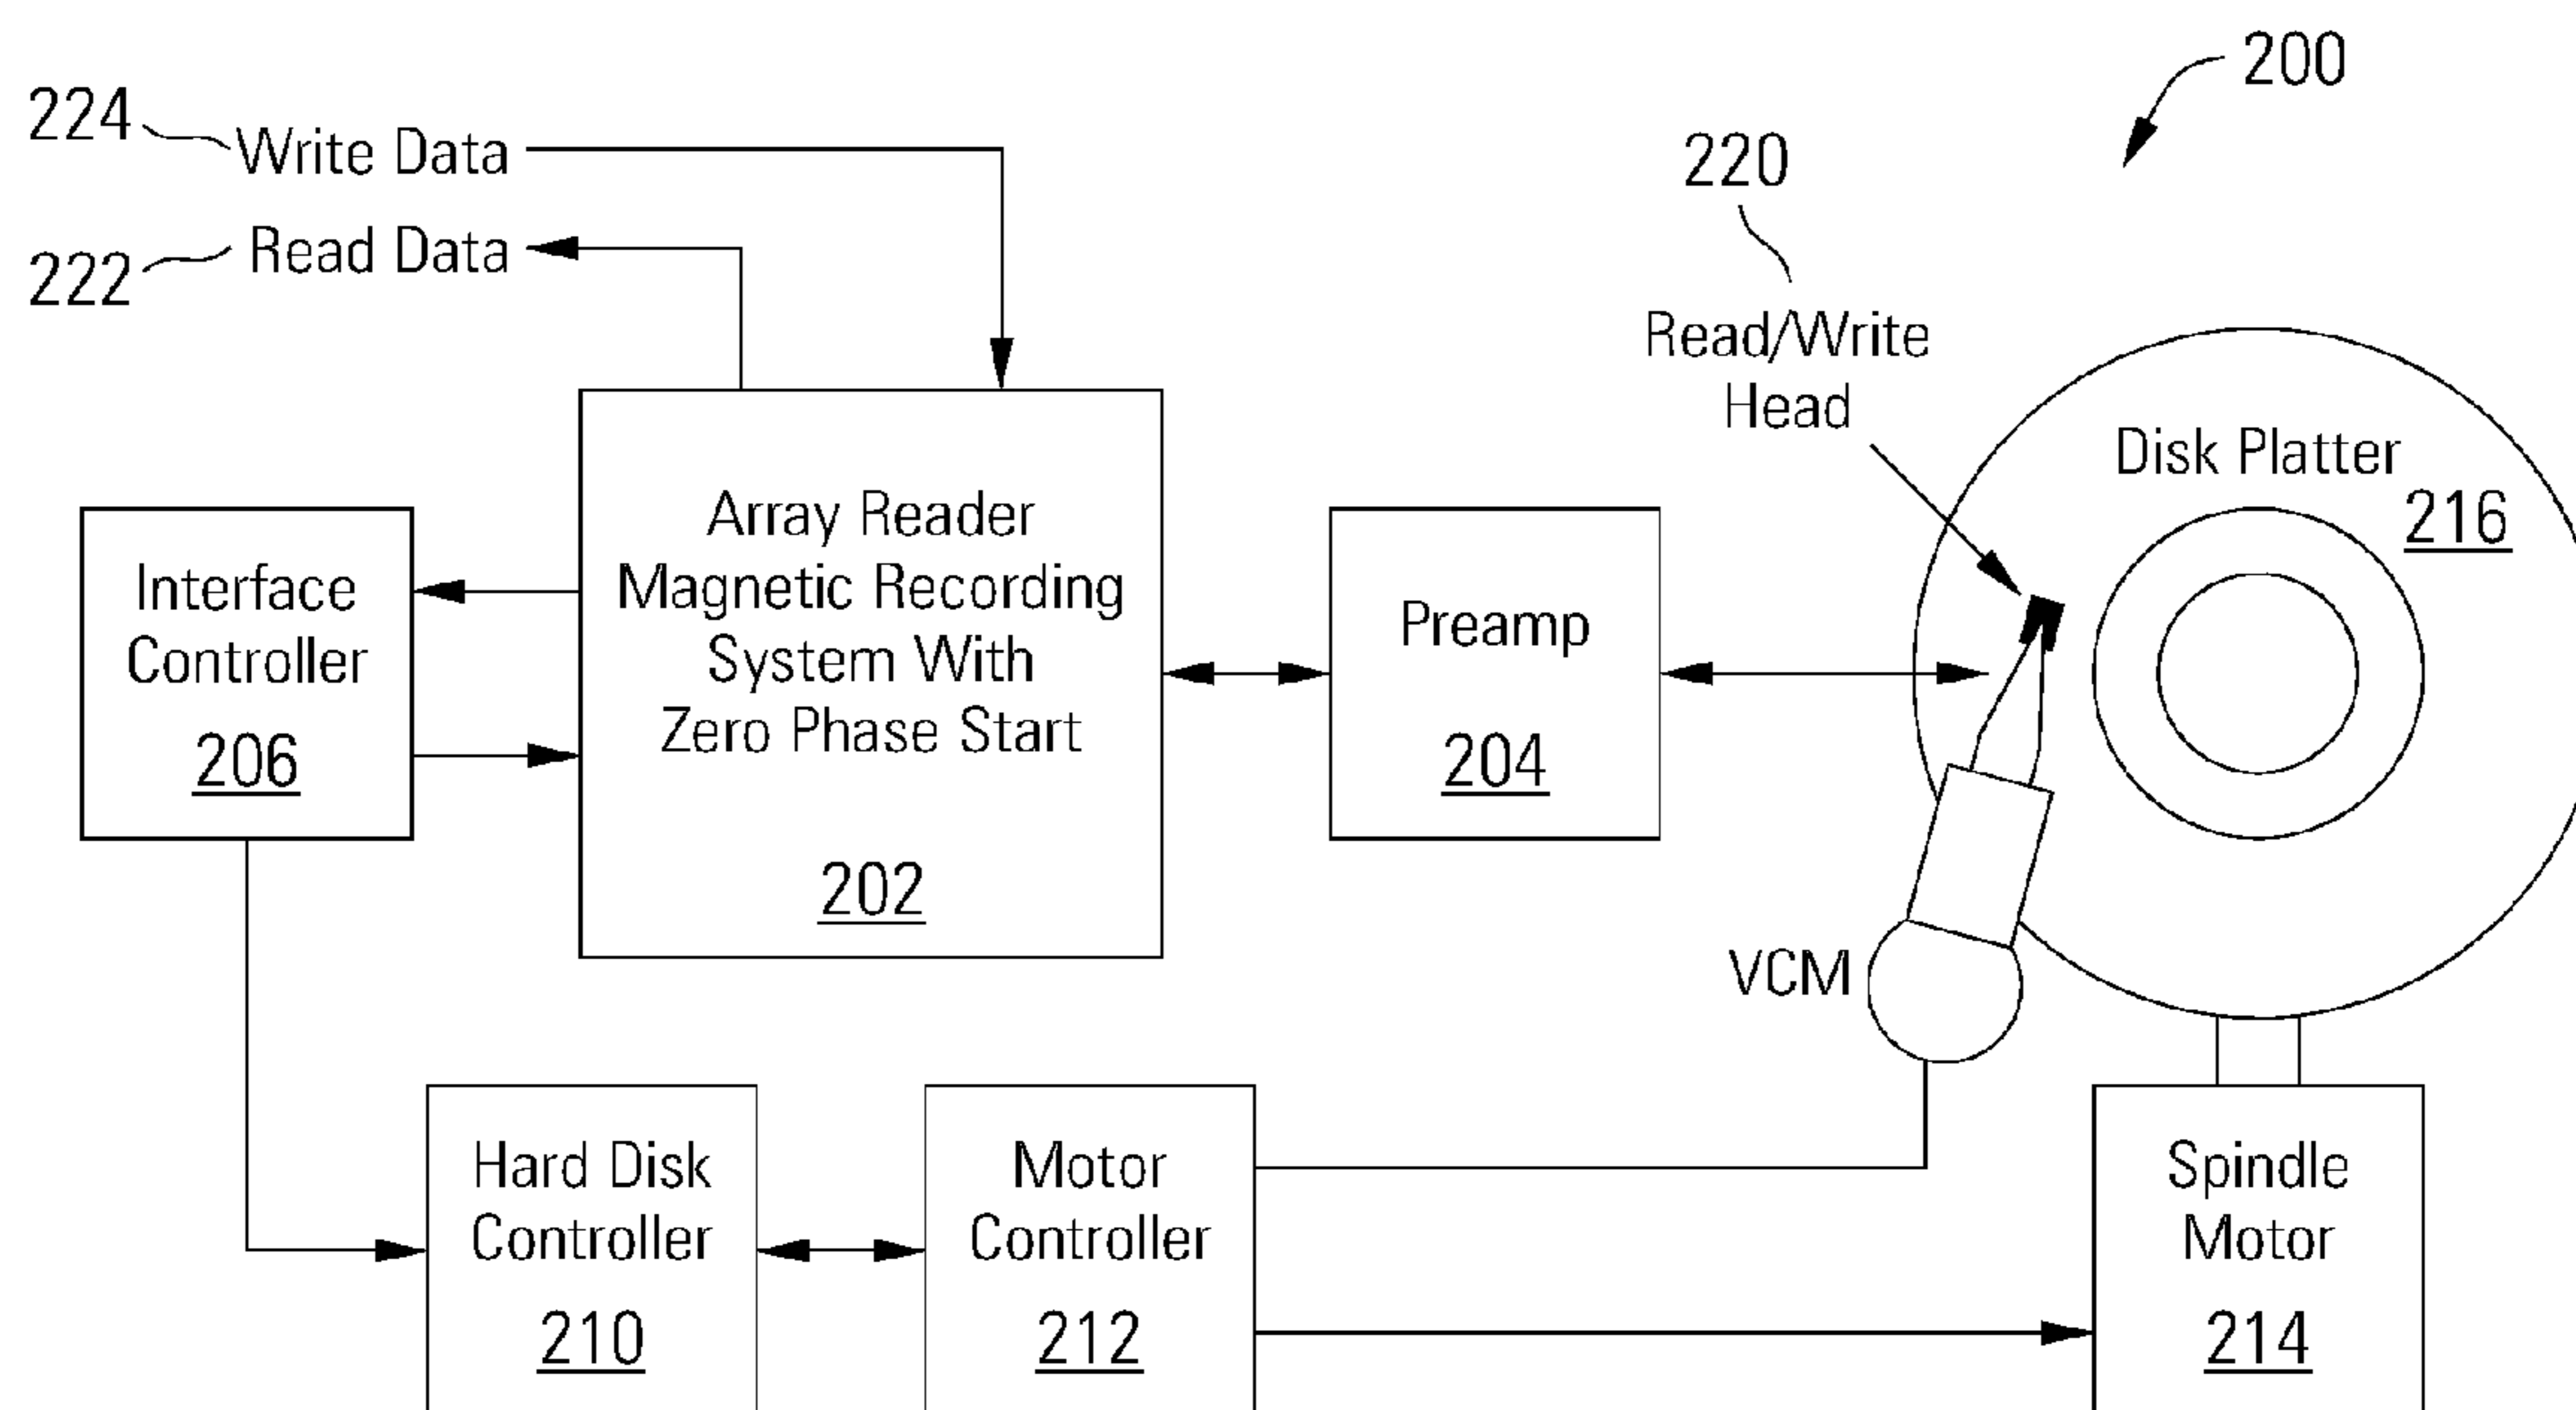 200
224
Write Data
220
222
Read Data
Read/Write
Head
Disk Platter
216
Array Reader
Magnetic Recording
System With
Zero Phase Start
202
Interface
Controller
206
Preamp
204
VCM
Hard Disk
Controller
210
Motor
Controller
212
Spindle
Motor
214